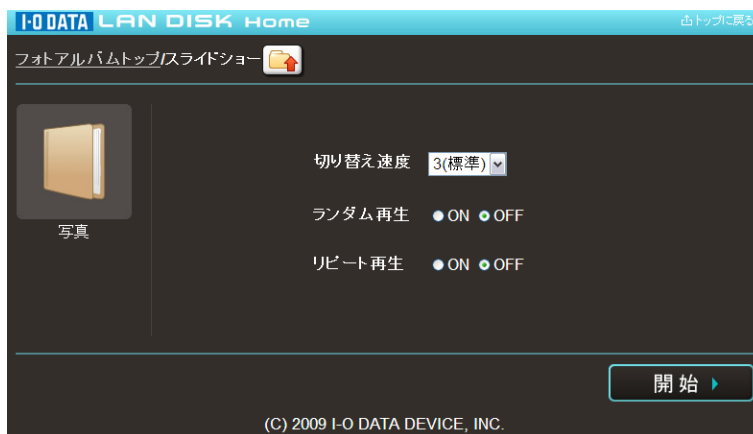 I-O DATA LAN DISK Home
トップに戻る
フォトアルバムトップ/スライドショー
写真
切り替え速度 3(標準)
ランダム再生 ON OFF
リピート再生 ON OFF
開始
(C) 2009 I-O DATA DEVICE, INC.